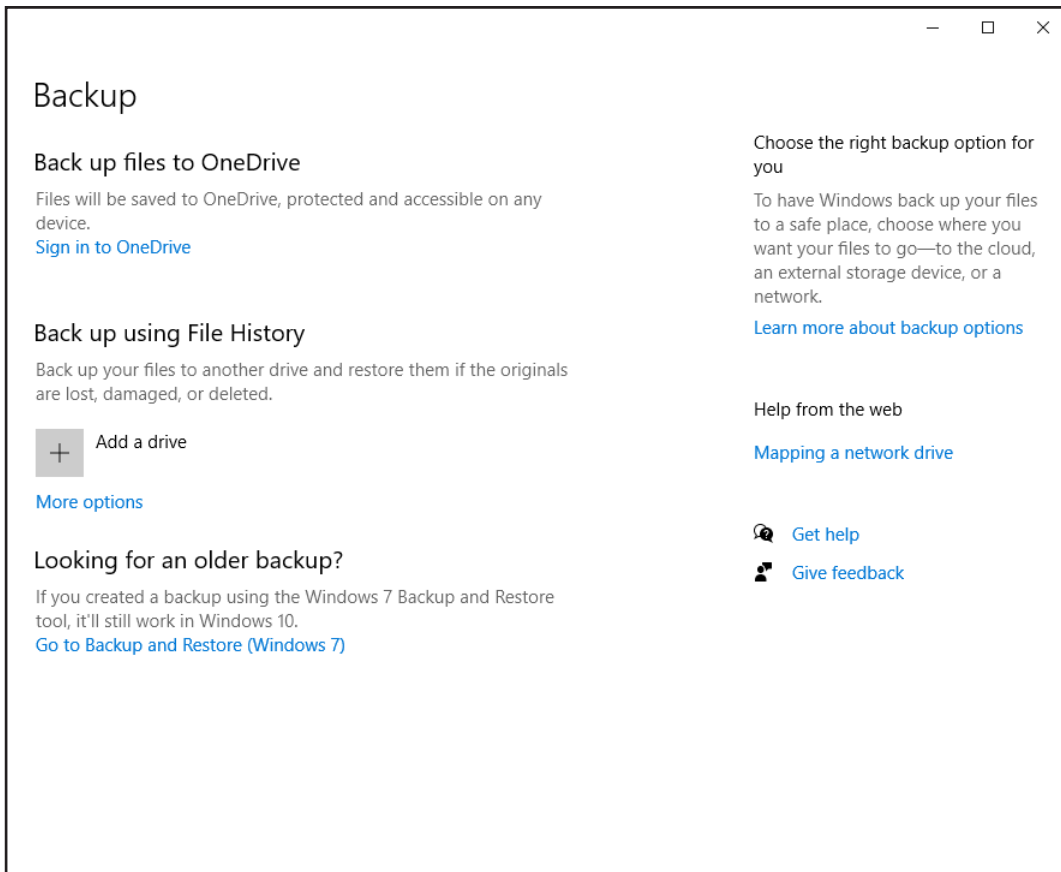 Backup
Back up files to OneDrive
Files will be saved to OneDrive, protected and accessible on any
device.
Sign in to OneDrive
Back up using File History
Back up your files to another drive and restore them if the originals
are lost, damaged, or deleted.
Add a drive
More options
Looking for an older backup?
If you created a backup using the Windows 7 Backup and Restore
tool, it'll still work in Windows 10.
Go to Backup and Restore (Windows 7)
Choose the right backup option for
you
To have Windows back up your files
to a safe place, choose where you
want your files to go—to the cloud,
an external storage device, or a
network.
Learn more about backup options
Help from the web
Mapping a network drive
Get help
Give feedback